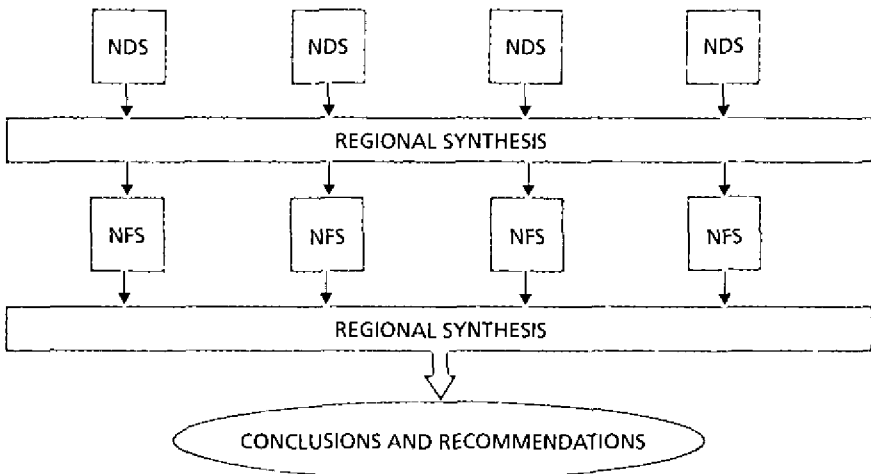 NDS NDS NDS NDS
REGIONAL SYNTHESIS
NFS NFS NFS NFS
REGIONAL SYNTHESIS
CONCLUSIONS AND RECOMMENDATIONS